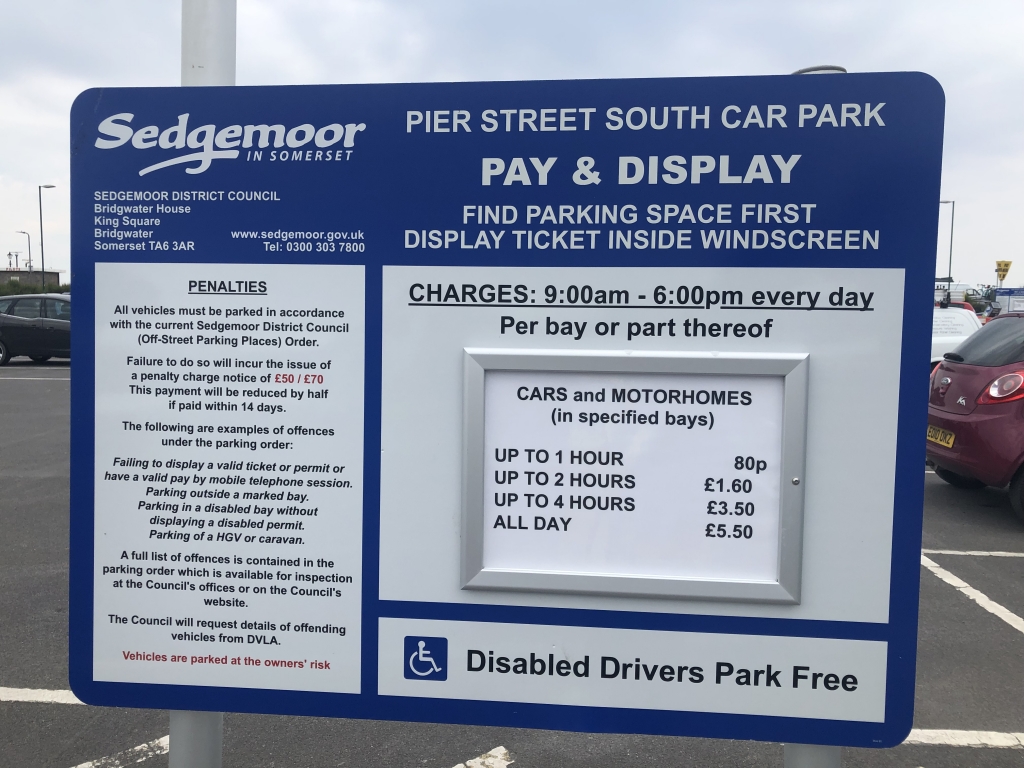 Sedgemoor
IN SOMERSET
SEDGEMOOR DISTRICT COUNCIL
Bridgwater House
King Square
Bridgwater
Somerset TA6 3AR
www.sedgemoor.gov.uk
Tel: 0300 303 7800
PIER STREET SOUTH CAR PARK
PAY & DISPLAY
FIND PARKING SPACE FIRST
DISPLAY TICKET INSIDE WINDSCREEN
PENALTIES
All vehicles must be parked in accordance
with the current Sedgemoor District Council
(Off-Street Parking Places) Order.
Failure to do so will incur the issue of
a penalty charge notice of £50 / £70
This payment will be reduced by half
if paid within 14 days.
The following are examples of offences
under the parking order:
Failing to display a valid ticket or permit or
have a valid pay by mobile telephone session.
Parking outside a marked bay.
Parking in a disabled bay without
displaying a disabled permit.
Parking of a HGV or caravan.
A full list of offences is contained in the
parking order which is available for inspection
at the Council's offices or on the Council's
website.
The Council will request details of offending
vehicles from DVLA.
Vehicles are parked at the owners' risk
CHARGES: 9:00am - 6:00pm every day
Per bay or part thereof
CARS and MOTORHOMES
(in specified bays)
UP TO 1 HOUR 80p
UP TO 2 HOURS £1.60
UP TO 4 HOURS £3.50
ALL DAY £5.50
Disabled Drivers Park Free